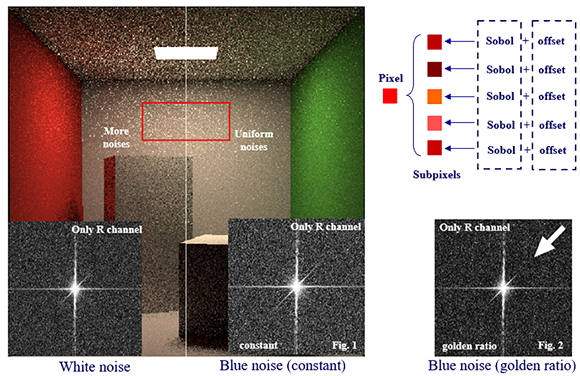 More
noises
Uniform
noises
Only R channel
Only R channel
constant
Fig. 1
White noise
Blue noise (constant)
Pixel
Sobol + offset
Sobol + offset
Sobol + offset
Sobol + offset
Sobol + offset
Subpixels
Only R channel
golden ratio
Fig. 2
Blue noise (golden ratio)